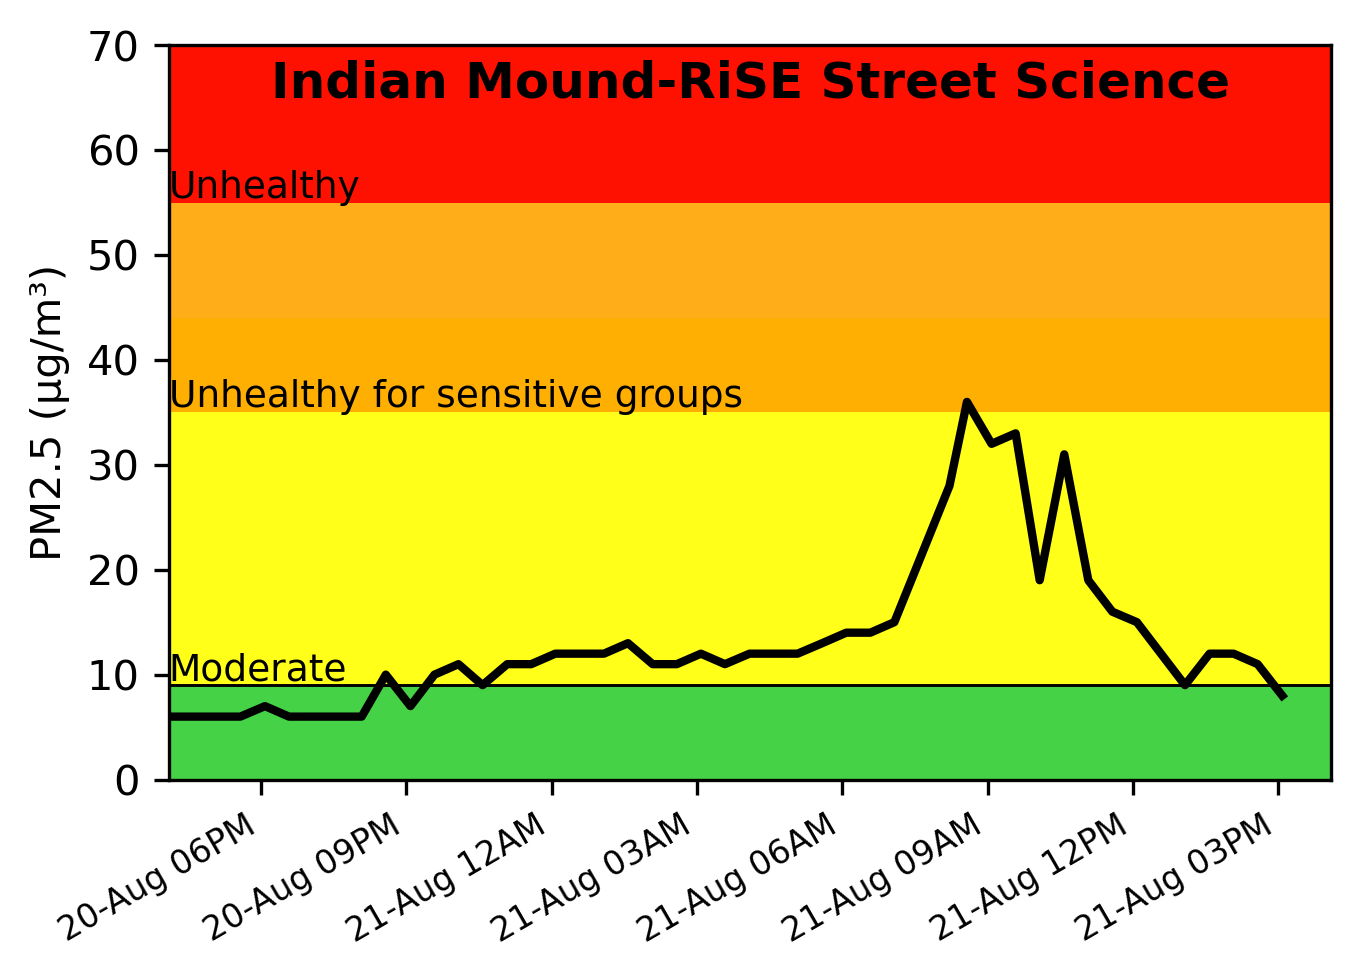 Indian Mound-RiSE Street Science
PM2.5 (µg/m³)
70
60
50
40
30
20
10
0
Unhealthy
Unhealthy for sensitive groups
Moderate
20-Aug 06PM
20-Aug 09PM
21-Aug 12AM
21-Aug 03AM
21-Aug 06AM
21-Aug 09AM
21-Aug 12PM
21-Aug 03PM